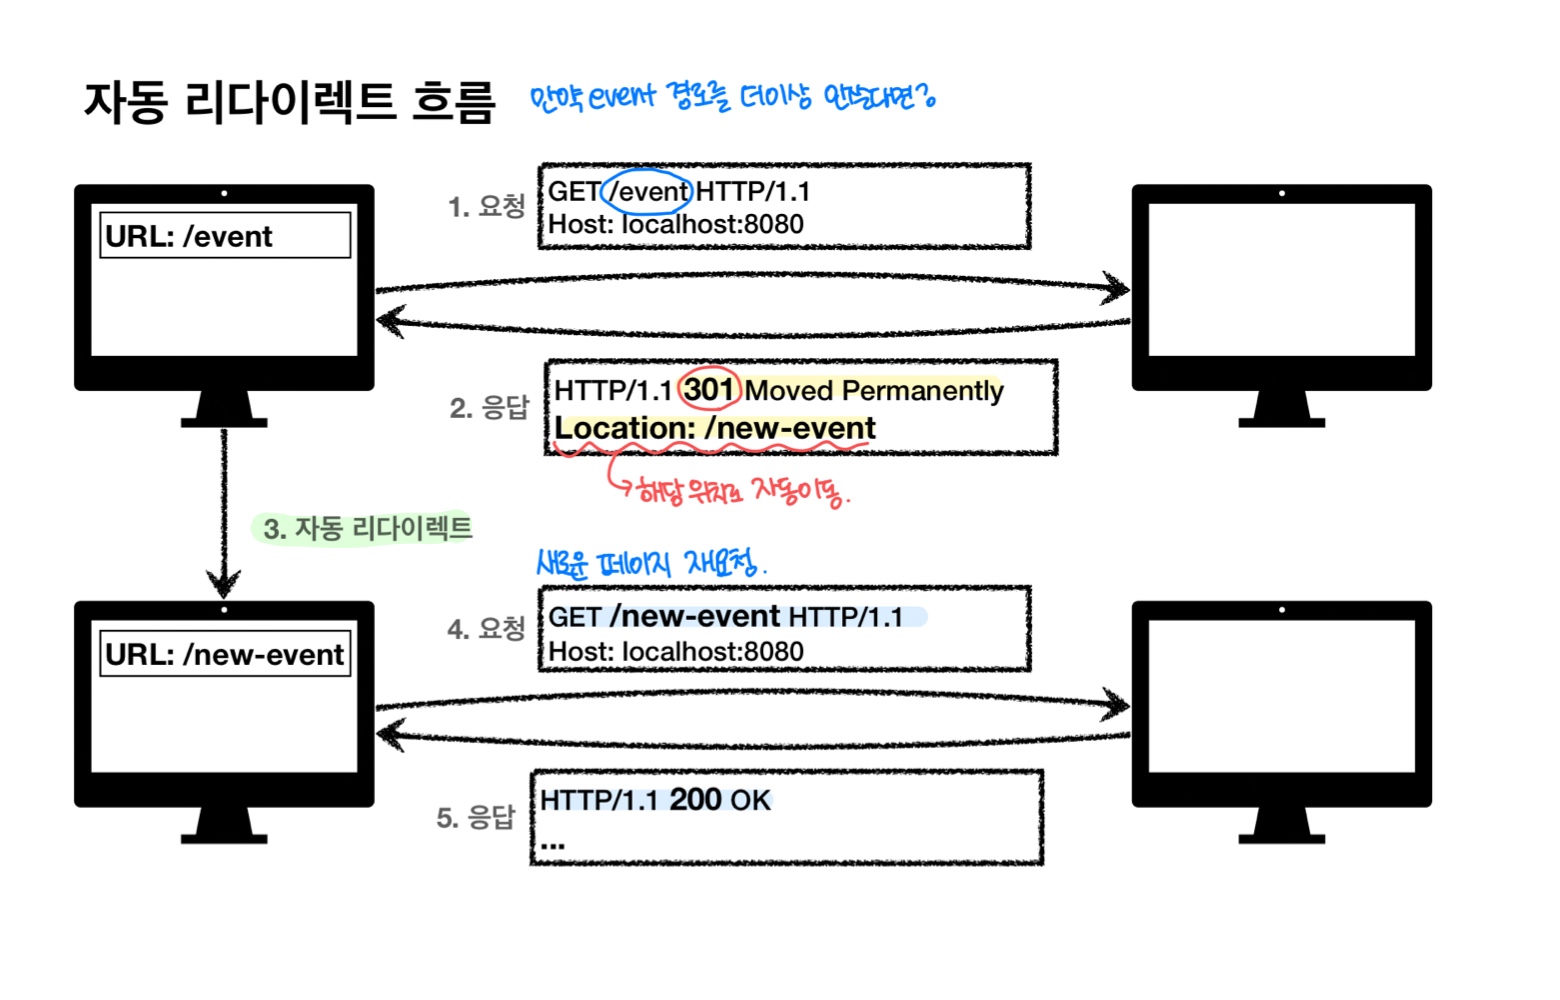 자동 리다이렉트 흐름
만약 event 경로를 더이상 안쓴다면?
URL: /event
1. 요청
GET /event HTTP/1.1
Host: localhost:8080
2. 응답
HTTP/1.1 301 Moved Permanently
Location: /new-event
해당 위치로 자동이동.
3. 자동 리다이렉트
새로운 페이지 재요청.
URL: /new-event
4. 요청
GET /new-event HTTP/1.1
Host: localhost:8080
5. 응답
HTTP/1.1 200 OK
...